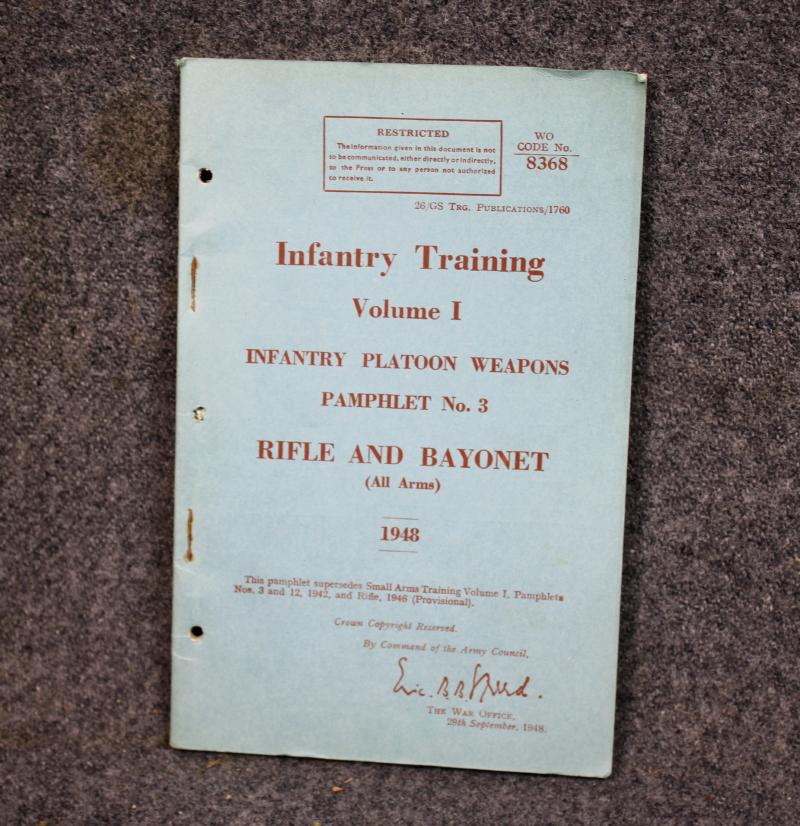 RESTRICTED
The information given in this document is not
to be communicated, either directly or indirectly,
to the Press or to any person not authorized
to receive it.
WO
CODE No.
8368
26/GS TRG. PUBLICATIONS/1760
Infantry Training
Volume I
INFANTRY PLATOON WEAPONS
PAMPHLET No. 3
RIFLE AND BAYONET
(All Arms)
1948
This pamphlet supersedes Small Arms Training Volume I, Pamphlets
Nos. 3 and 12, 1942, and Rifle, 1946 (Provisional).
Crown Copyright Reserved.
By Command of the Army Council,
Eric. B. B. Speed.
THE WAR OFFICE,
29th September, 1948.